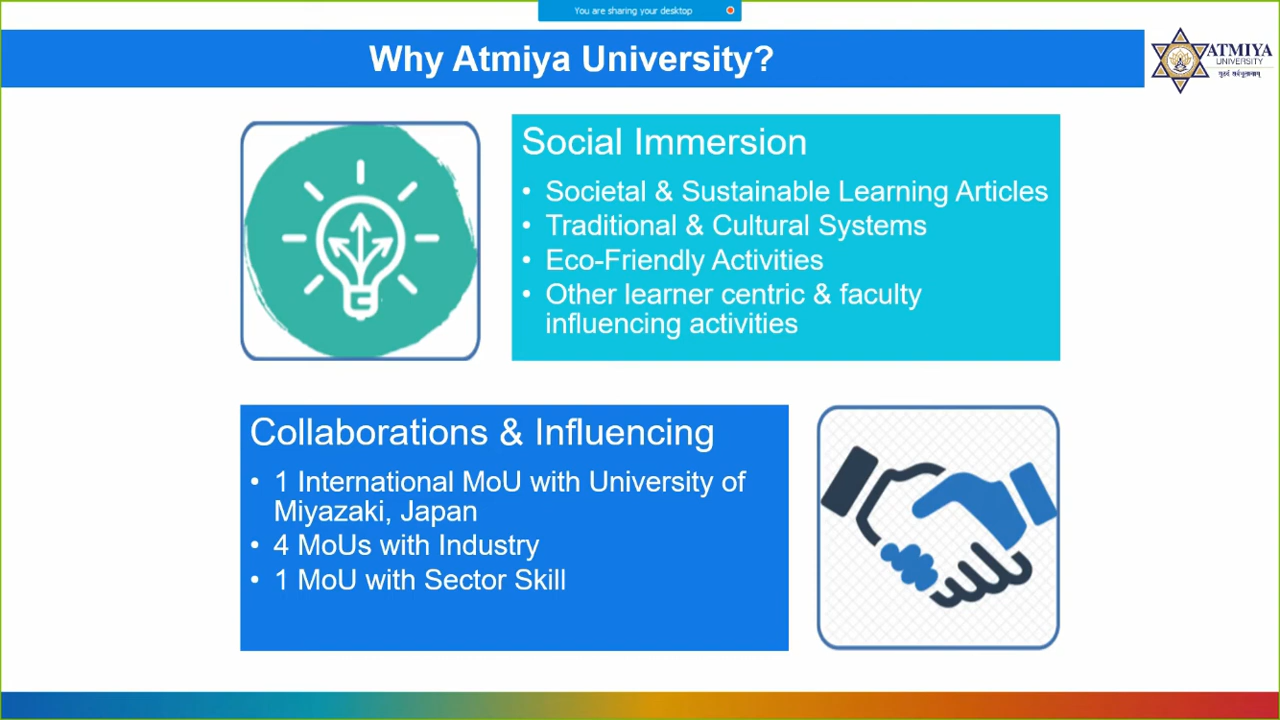 You are sharing your desktop
Why Atmiya University?
ATMIYA
UNIVERSITY
सुहृदं सर्वभूतानाम्
Social Immersion
• Societal & Sustainable Learning Articles
• Traditional & Cultural Systems
• Eco-Friendly Activities
• Other learner centric & faculty
influencing activities
Collaborations & Influencing
• 1 International MoU with University of
Miyazaki, Japan
• 4 MoUs with Industry
• 1 MoU with Sector Skill